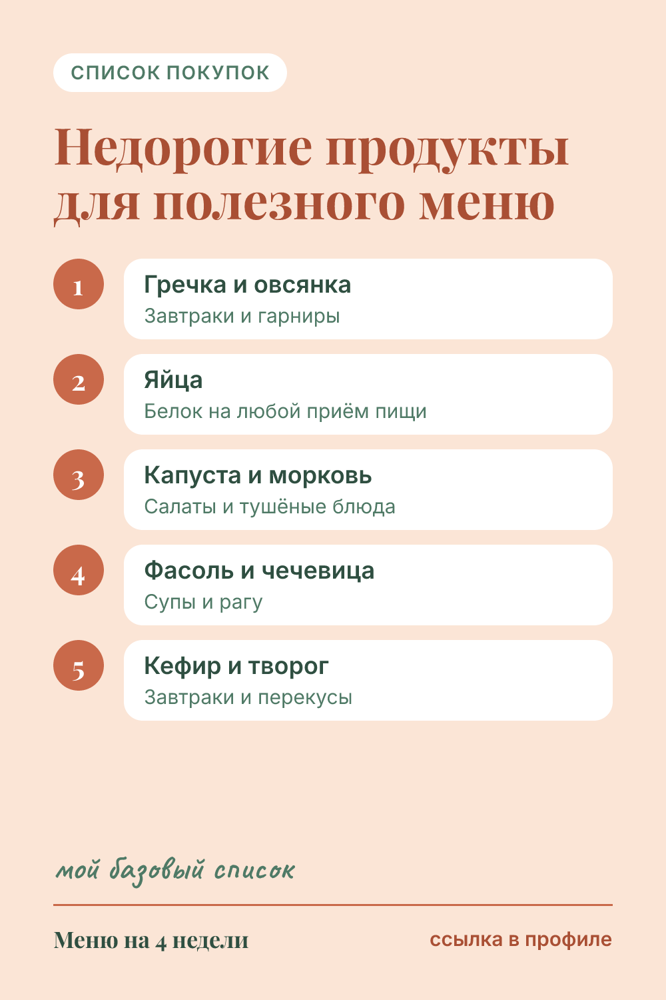 СПИСОК ПОКУПОК
Недорогие продукты
для полезного меню
1
Гречка и овсянка
Завтраки и гарниры
2
Яйца
Белок на любой приём пищи
3
Капуста и морковь
Салаты и тушёные блюда
4
Фасоль и чечевица
Супы и рагу
5
Кефир и творог
Завтраки и перекусы
мой базовый список
Меню на 4 недели
ссылка в профиле